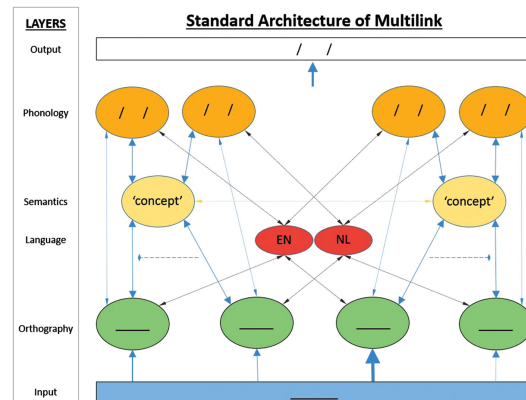 LAYERS
Standard Architecture of Multilink
Output
/ /
Phonology
/ / / / / / / /
Semantics
'concept' 'concept'
Language
EN NL
Orthography
Input